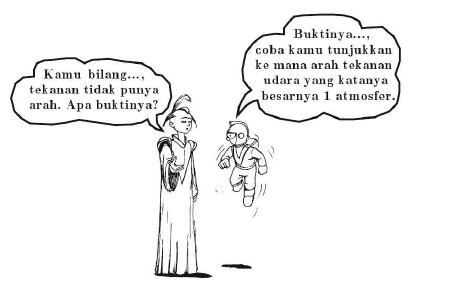 Kamu bilang...,
tekanan tidak punya
arah. Apa buktinya?
Buktinya...,
coba kamu tunjukkan
ke mana arah tekanan
udara yang katanya
besarnya 1 atmosfer.